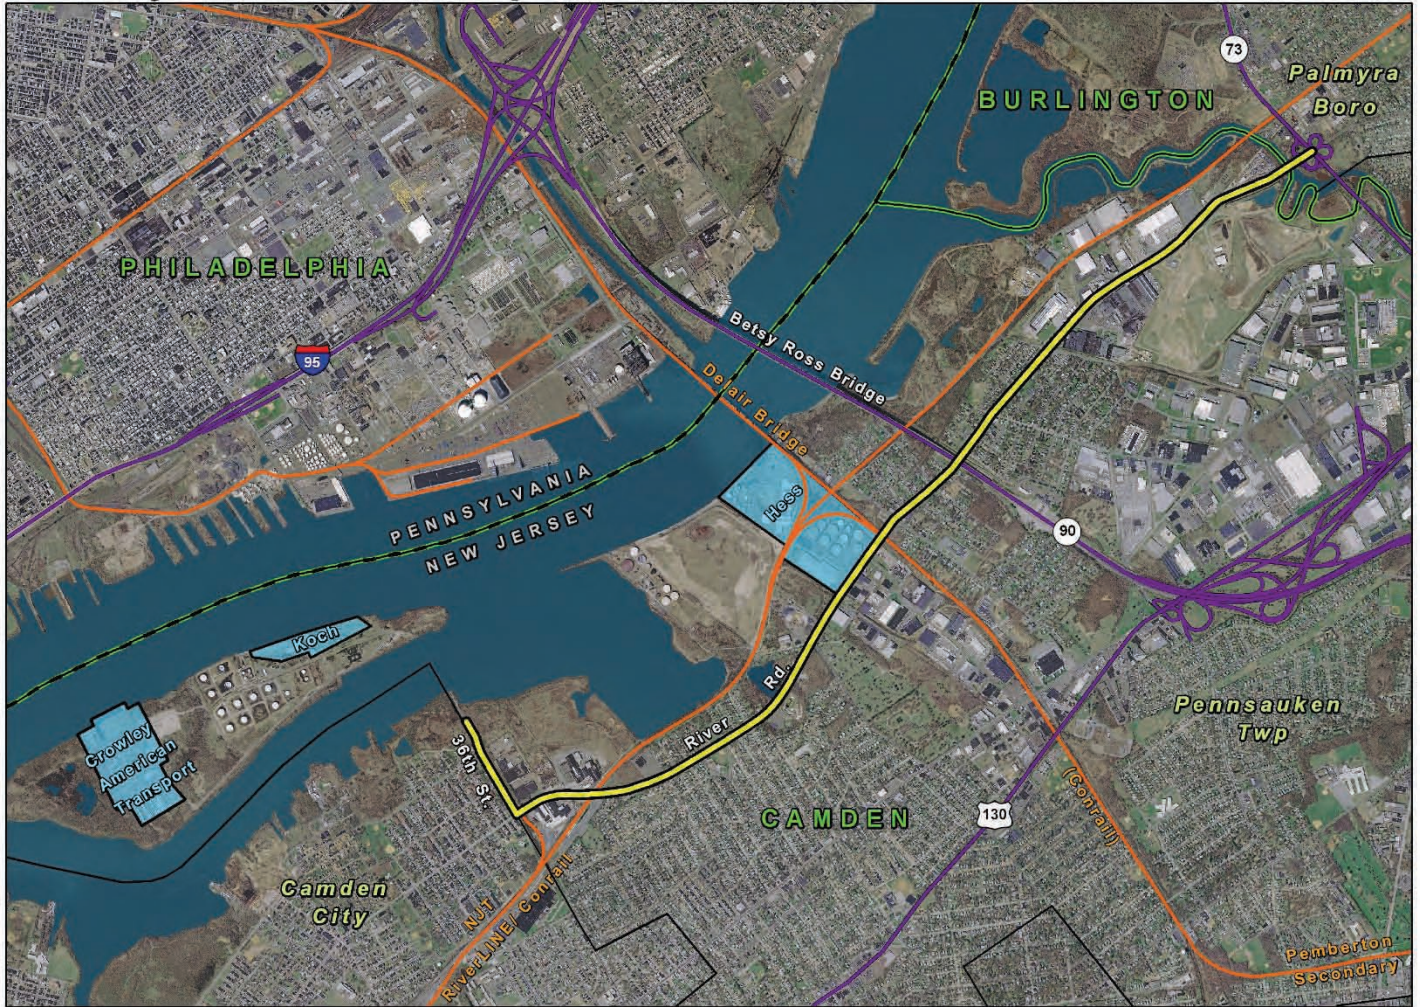 73
Palmyra
Boro
BURLINGTON
PHILADELPHIA
95
Betsy Ross Bridge
Delair Bridge
PENNSYLVANIA
NEW JERSEY
Hess
90
Koch
Crowley
American
Transport
36th St.
River
Rd.
Pennsauken
Twp
CAMDEN
130
(Conrail)
Camden
City
NJT
RiverLINE/ Conrail
Pemberton
Secondary